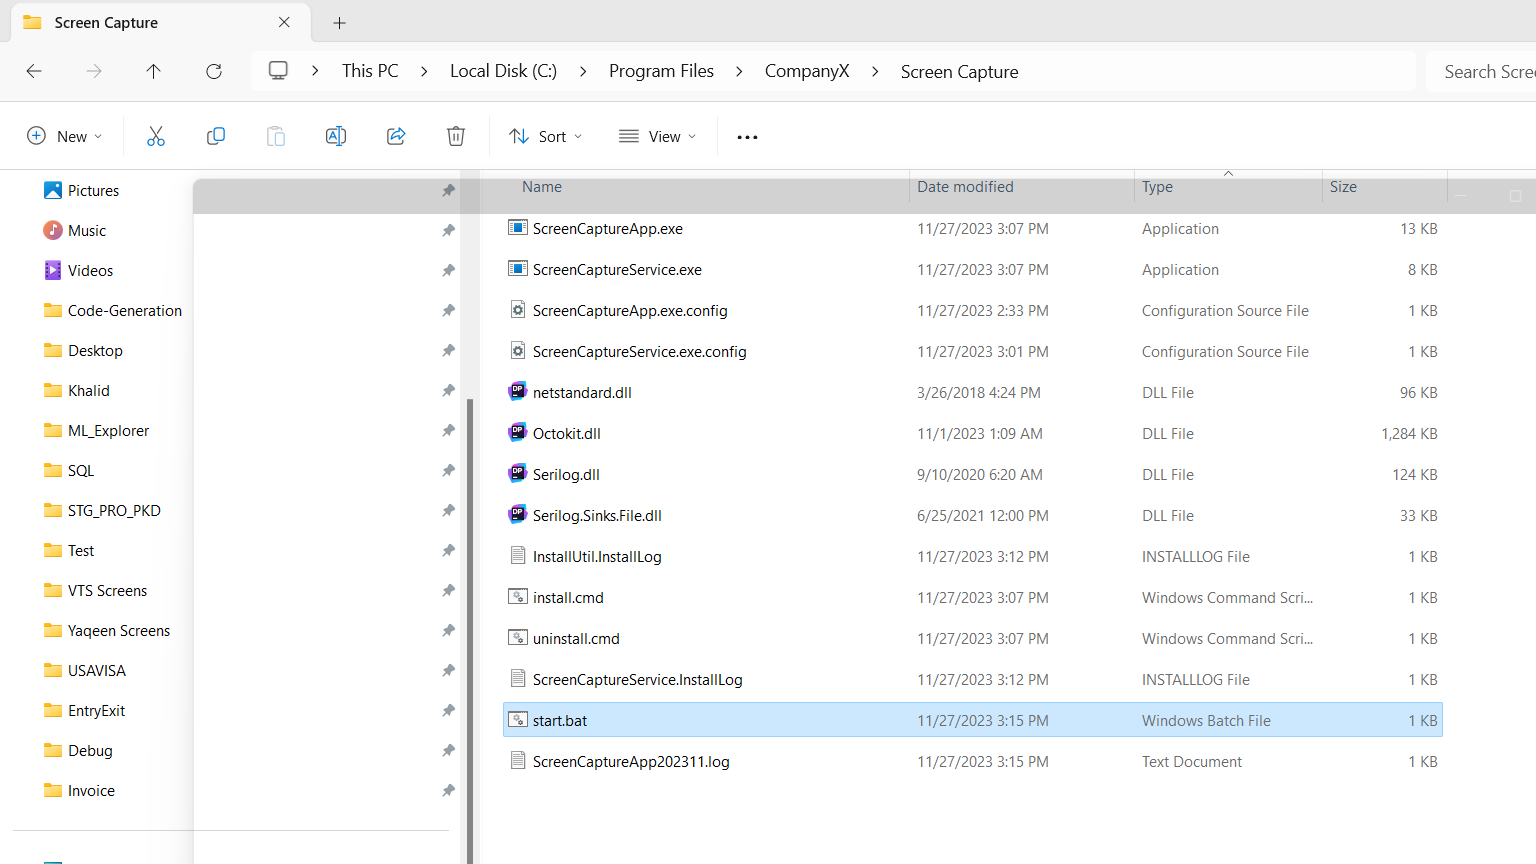 Screen Capture
This PC > Local Disk (C:) > Program Files > CompanyX > Screen Capture
Search Scre
New
Sort
View
Name Date modified Type Size
Pictures
Music
Videos
Code-Generation
Desktop
Khalid
ML_Explorer
SQL
STG_PRO_PKD
Test
VTS Screens
Yaqeen Screens
USAVISA
EntryExit
Debug
Invoice
ScreenCaptureApp.exe 11/27/2023 3:07 PM Application 13 KB
ScreenCaptureService.exe 11/27/2023 3:07 PM Application 8 KB
ScreenCaptureApp.exe.config 11/27/2023 2:33 PM Configuration Source File 1 KB
ScreenCaptureService.exe.config 11/27/2023 3:01 PM Configuration Source File 1 KB
netstandard.dll 3/26/2018 4:24 PM DLL File 96 KB
Octokit.dll 11/1/2023 1:09 AM DLL File 1,284 KB
Serilog.dll 9/10/2020 6:20 AM DLL File 124 KB
Serilog.Sinks.File.dll 6/25/2021 12:00 PM DLL File 33 KB
InstallUtil.InstallLog 11/27/2023 3:12 PM INSTALLLOG File 1 KB
install.cmd 11/27/2023 3:07 PM Windows Command Scri... 1 KB
uninstall.cmd 11/27/2023 3:07 PM Windows Command Scri... 1 KB
ScreenCaptureService.InstallLog 11/27/2023 3:12 PM INSTALLLOG File 1 KB
start.bat 11/27/2023 3:15 PM Windows Batch File 1 KB
ScreenCaptureApp202311.log 11/27/2023 3:15 PM Text Document 1 KB